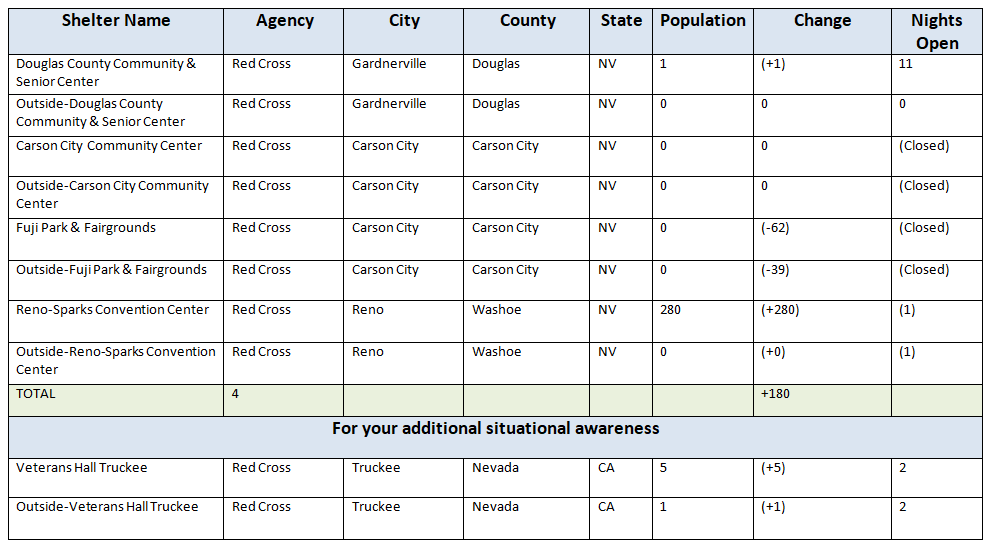 Shelter Name Agency City County State Population Change Nights
Open
Douglas County Community & Red Cross Gardnerville Douglas NV 1 (+1) 11
Senior Center
Outside-Douglas County Red Cross Gardnerville Douglas NV 0 0 0
Community & Senior Center
Carson City Community Center Red Cross Carson City Carson City NV 0 0 (Closed)
Outside-Carson City Community Red Cross Carson City Carson City NV 0 0 (Closed)
Center
Fuji Park & Fairgrounds Red Cross Carson City Carson City NV 0 (-62) (Closed)
Outside-Fuji Park & Fairgrounds Red Cross Carson City Carson City NV 0 (-39) (Closed)
Reno-Sparks Convention Center Red Cross Reno Washoe NV 280 (+280) (1)
Outside-Reno-Sparks Convention Red Cross Reno Washoe NV 0 (+0) (1)
Center
TOTAL 4 +180
For your additional situational awareness
Veterans Hall Truckee Red Cross Truckee Nevada CA 5 (+5) 2
Outside-Veterans Hall Truckee Red Cross Truckee Nevada CA 1 (+1) 2